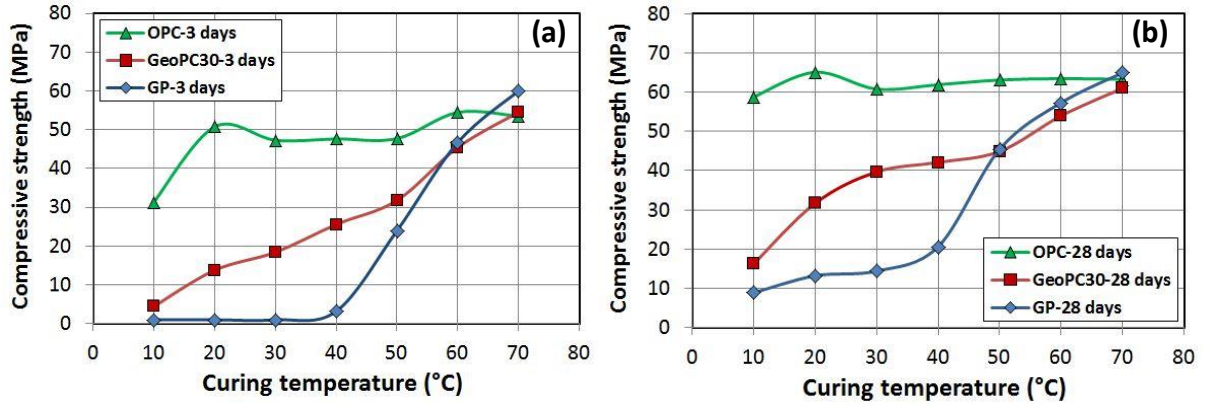 (a)
OPC-3 days
GeoPC30-3 days
GP-3 days
Compressive strength (MPa)
80
70
60
50
40
30
20
10
0
0 10 20 30 40 50 60 70 80
Curing temperature (°C)
(b)
OPC-28 days
GeoPC30-28 days
GP-28 days
Compressive strength (MPa)
80
70
60
50
40
30
20
10
0
0 10 20 30 40 50 60 70 80
Curing temperature (°C)